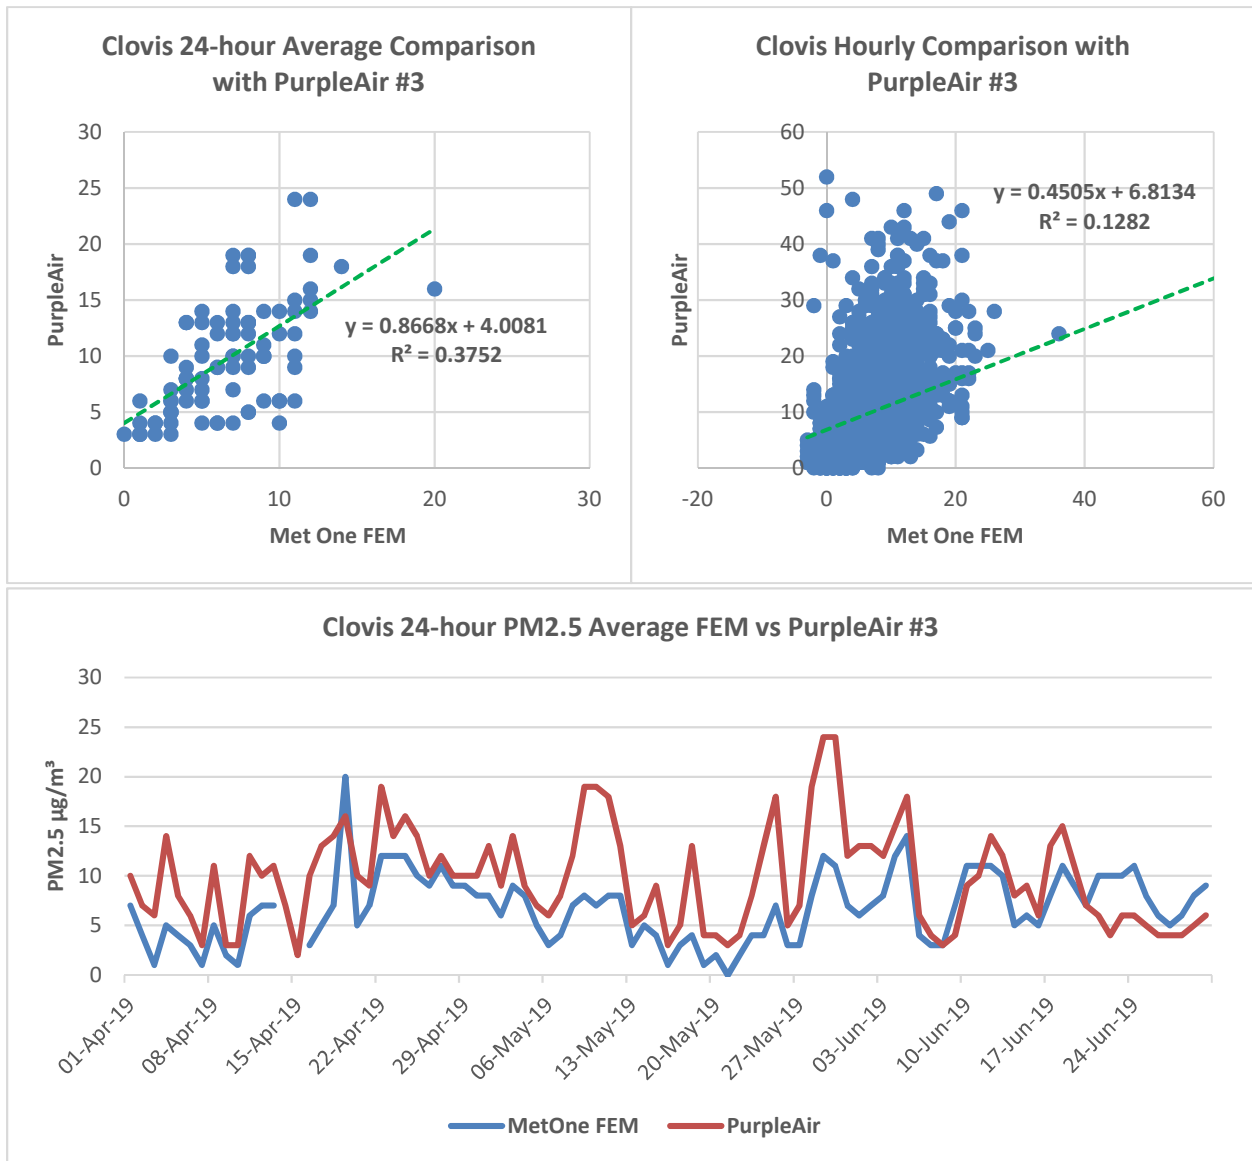 Clovis 24-hour Average Comparison
with PurpleAir #3
30
25
20
15
10
5
0
PurpleAir
y = 0.8668x + 4.0081
R² = 0.3752
0 10 20 30
Met One FEM
Clovis Hourly Comparison with
PurpleAir #3
60
50
40
30
20
10
0
PurpleAir
y = 0.4505x + 6.8134
R² = 0.1282
-20 0 20 40 60
Met One FEM
Clovis 24-hour PM2.5 Average FEM vs PurpleAir #3
30
25
20
15
10
5
0
PM2.5 µg/m³
01-Apr-19 08-Apr-19 15-Apr-19 22-Apr-19 29-Apr-19 06-May-19 13-May-19 20-May-19 27-May-19 03-Jun-19 10-Jun-19 17-Jun-19 24-Jun-19
MetOne FEM PurpleAir